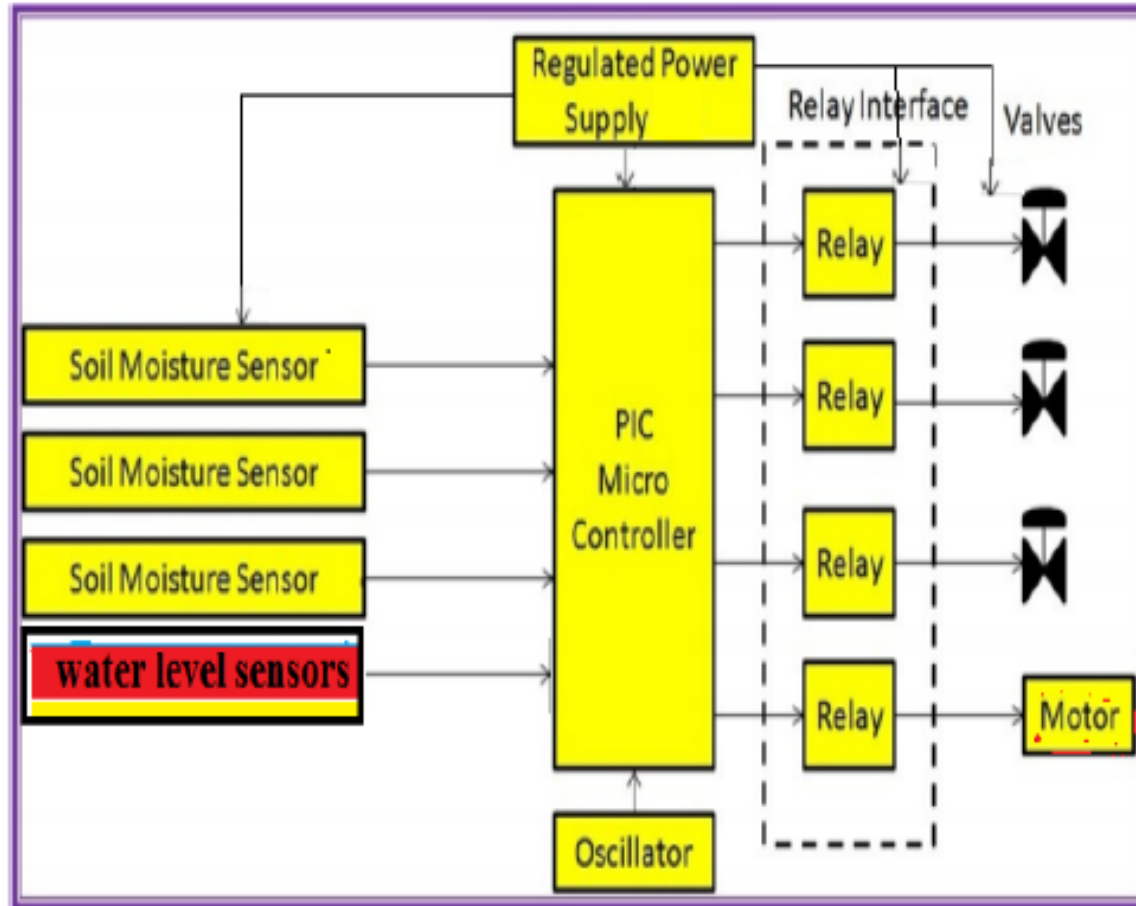 Regulated Power
Supply
Relay Interface
Valves
Relay
Soil Moisture Sensor
Relay
PIC
Micro
Controller
Soil Moisture Sensor
Soil Moisture Sensor
Relay
water level sensors
Relay
Motor
Oscillator